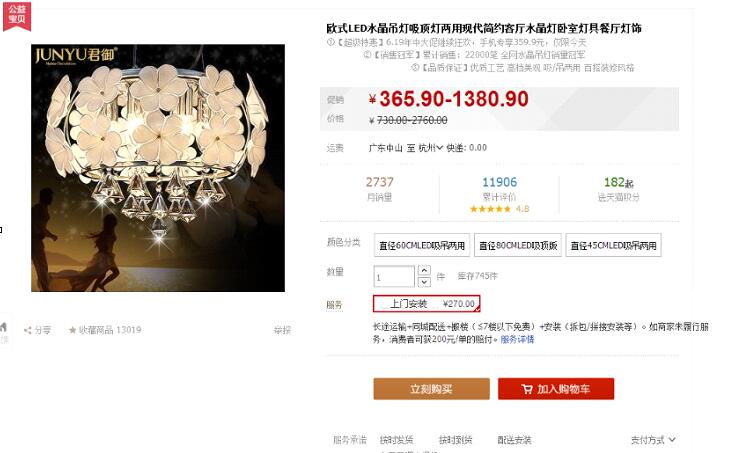 公益
宝贝
JUNYU君御
欧式LED水晶吊灯吸顶灯两用现代简约客厅水晶灯卧室灯具餐厅灯饰
①【超级特惠】6.19年中大促继续狂欢，手机专享359.9元，仅限今天
②【销售冠军】累计销售：22000笔 全网水晶吊灯销量冠军
③【品质保证】优质工艺 高档美观 吸/吊两用 百搭装修风格
促销 ¥ 365.90-1380.90
价格 ¥ 730.00-2760.00
运费 广东中山 至 杭州 快递: 0.00
2737 11906 182起
月销量 累计评价 送天猫积分
4.8
颜色分类 直径60CMLED吸吊两用 直径80CMLED吸顶版 直径45CMLED吸吊两用
数量 1 件 库存745件
服务 上门安装 ¥270.00
长途运输+同城配送+搬楼（≤7楼以下免费）+安装（拆包/拼接安装等）。如商家未履行服
务，消费者可获200元/单的赔付。服务详情
分享 收藏商品 13019 举报
立刻购买 加入购物车
服务承诺 按时发货 按时到货 配送安装 支付方式